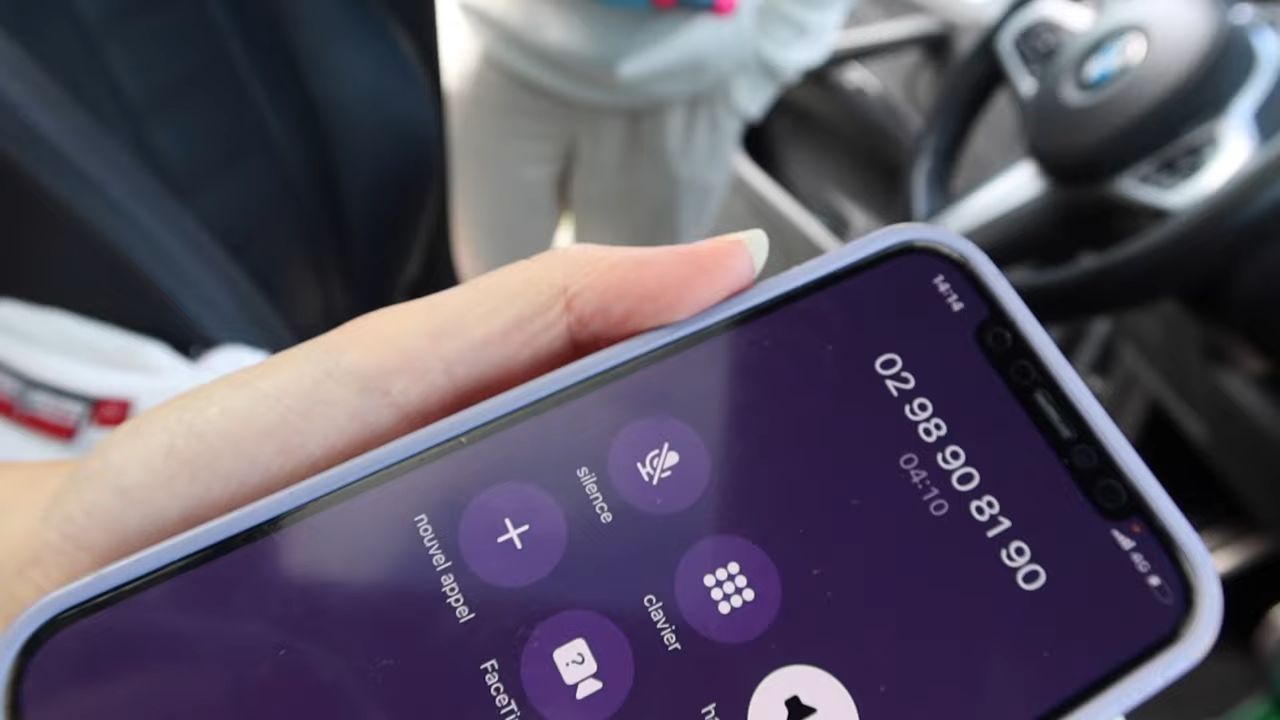 14:14
4G
02 98 90 81 90
04:10
silence
clavier
nouvel appel